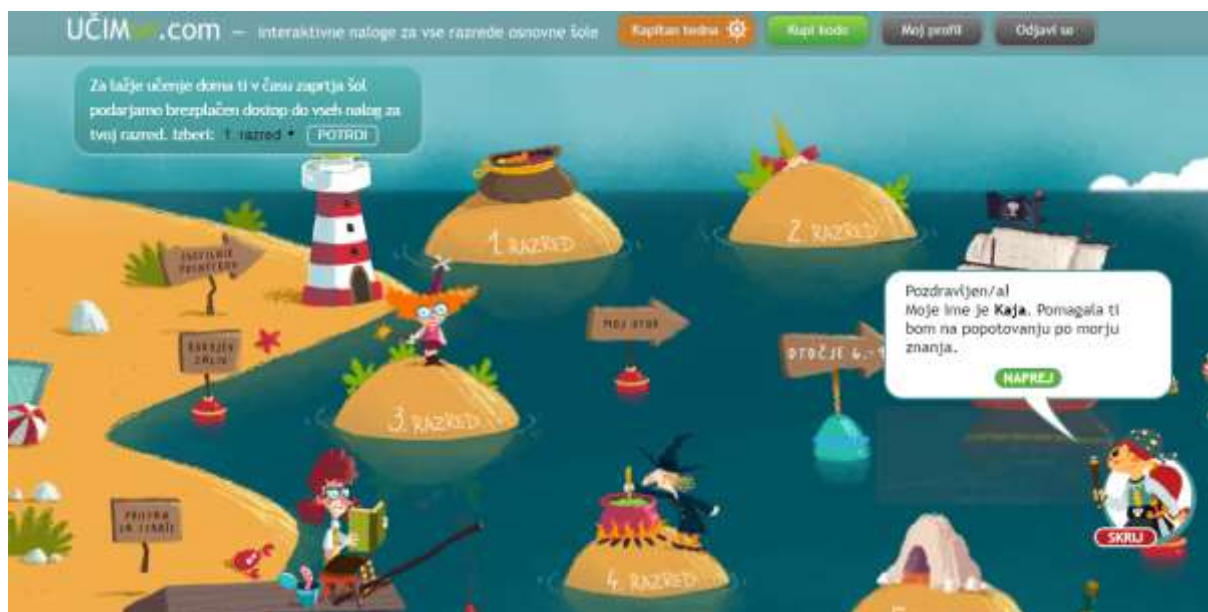 UČIMse.com – interaktivne naloge za vse razrede osnovne šole
Kapitan tedna
Kupi kodo
Moj profil
Odjavi se
Za lažje učenje doma ti v času zaprtja šol
podarjamo brezplačen dostop do vseh nalog za
tvoj razred. Izberi: 1. razred POTRDI
1. RAZRED
2. RAZRED
Pozdravljen/a!
Moje ime je Kaja. Pomagala ti
bom na popotovanju po morju
znanja.
NAPREJ
MOJ OTOK
OTOČJE 6.-
3. RAZRED
ZA STARŠE
SKRIJ
4. RAZRED